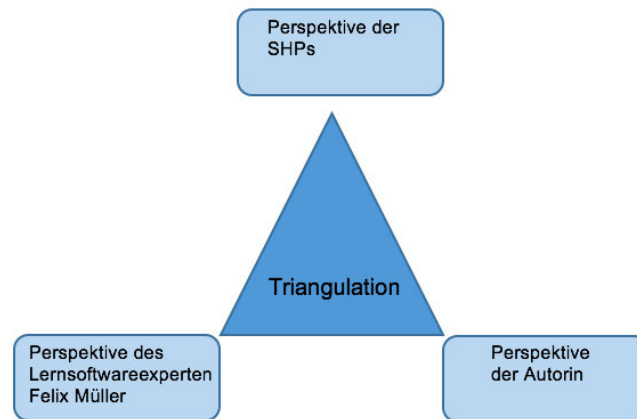 Perspektive der
SHPs
Triangulation
Perspektive des
Lernsoftwareexperten
Felix Müller
Perspektive
der Autorin